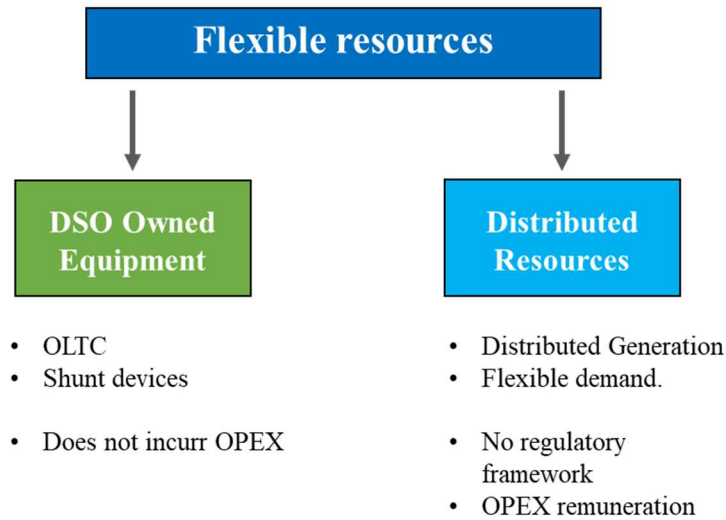 Flexible resources
DSO Owned
Equipment
• OLTC
• Shunt devices
• Does not incurr OPEX
Distributed
Resources
• Distributed Generation
• Flexible demand.
• No regulatory
framework
• OPEX remuneration